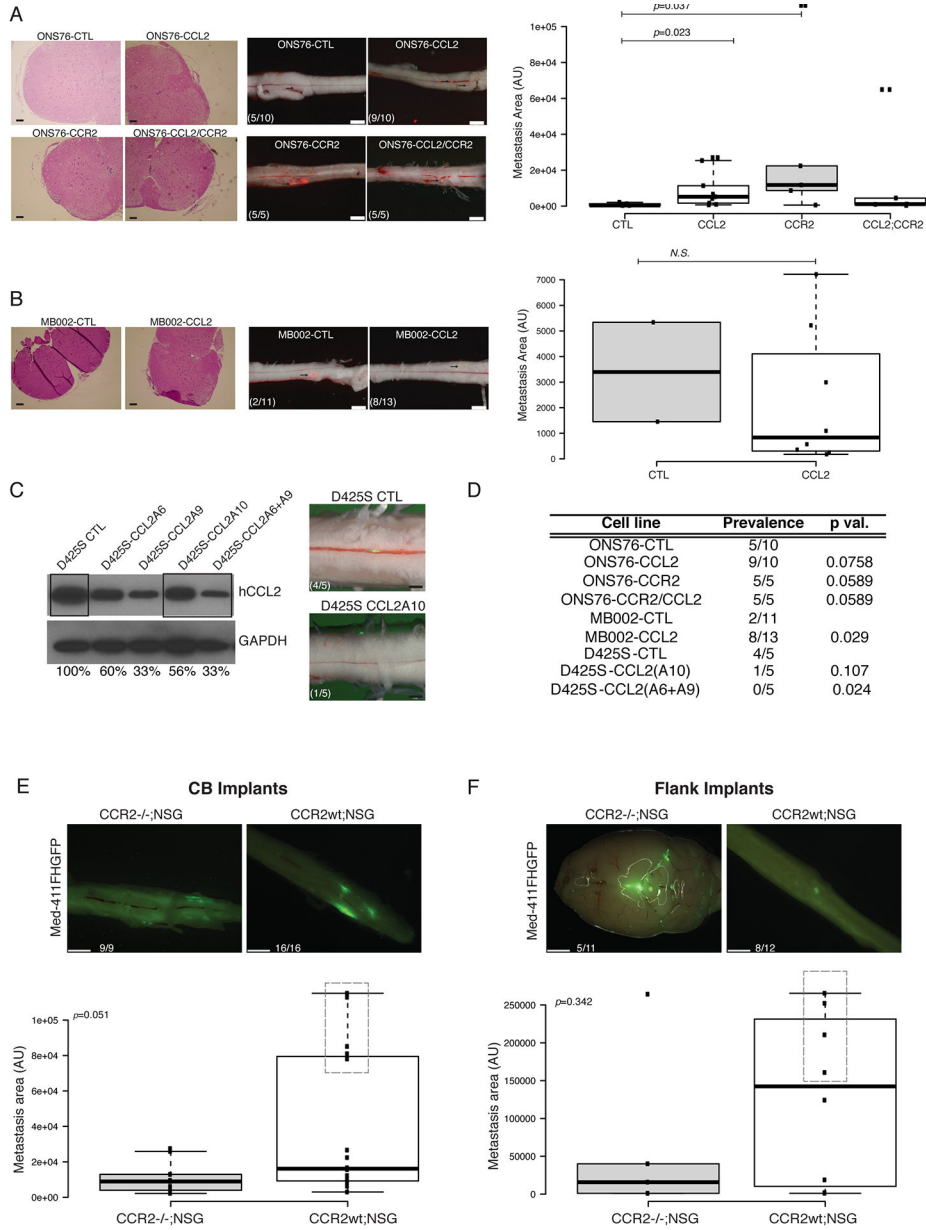 A
ONS76-CTL
ONS76-CCL2
ONS76-CTL
ONS76-CCL2
(5/10)
(9/10)
ONS76-CCR2
ONS76-CCL2/CCR2
ONS76-CCR2
ONS76-CCL2/CCR2
(5/5)
(5/5)
p=0.037
p=0.023
Metastasis Area (AU)
1e+05
8e+04
6e+04
4e+04
2e+04
0e+00
CTL
CCL2
CCR2
CCL2;CCR2
B
MB002-CTL
MB002-CCL2
MB002-CTL
MB002-CCL2
(2/11)
(8/13)
N.S.
Metastasis Area (AU)
7000
6000
5000
4000
3000
2000
1000
0
CTL
CCL2
C
D425S CTL
D425S-CCL2A6
D425S-CCL2A9
D425S-CCL2A10
D425S-CCL2A6+A9
hCCL2
GAPDH
100% 60% 33% 56% 33%
D425S CTL
(4/5)
D425S CCL2A10
(1/5)
D
Cell line Prevalence p val.
ONS76-CTL 5/10
ONS76-CCL2 9/10 0.0758
ONS76-CCR2 5/5 0.0589
ONS76-CCR2/CCL2 5/5 0.0589
MB002-CTL 2/11
MB002-CCL2 8/13 0.029
D425S-CTL 4/5
D425S-CCL2(A10) 1/5 0.107
D425S-CCL2(A6+A9) 0/5 0.024
E
CB Implants
CCR2-/-;NSG
CCR2wt;NSG
Med-411FHGFP
9/9
16/16
p=0.051
Metastasis area (AU)
1e+05
8e+04
6e+04
4e+04
2e+04
0e+00
CCR2-/-;NSG
CCR2wt;NSG
F
Flank Implants
CCR2-/-;NSG
CCR2wt;NSG
Med-411FHGFP
5/11
8/12
p=0.342
Metastasis area (AU)
250000
200000
150000
100000
50000
0
CCR2-/-;NSG
CCR2wt;NSG